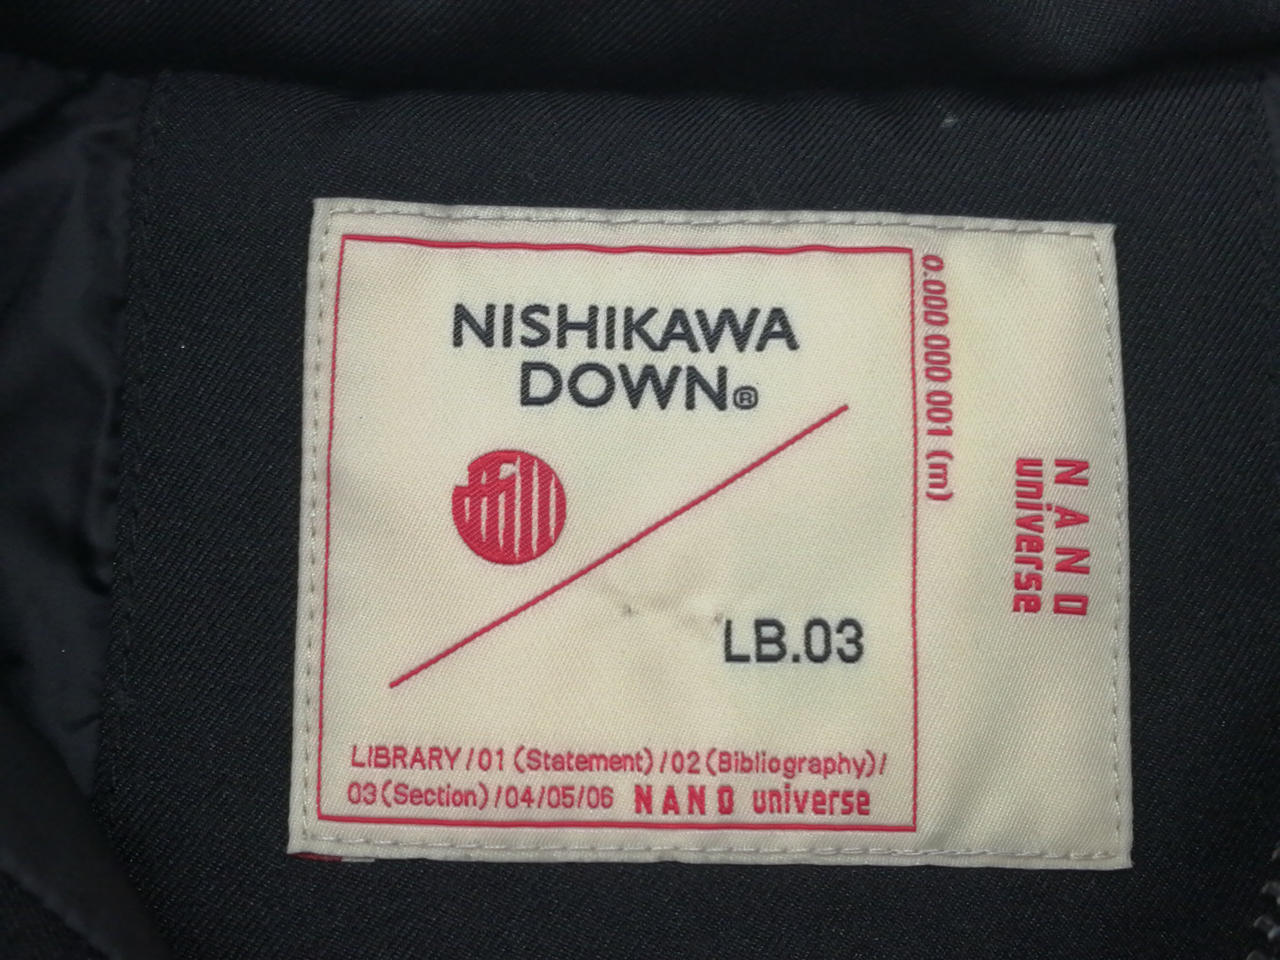 NISHIKAWA
DOWN®
LB.03
LIBRARY/01 (Statement) /02 (Bibliography)/
03 (Section) /04/05/06 NANO universe
0.000 000 001 (m)
NANO
universe